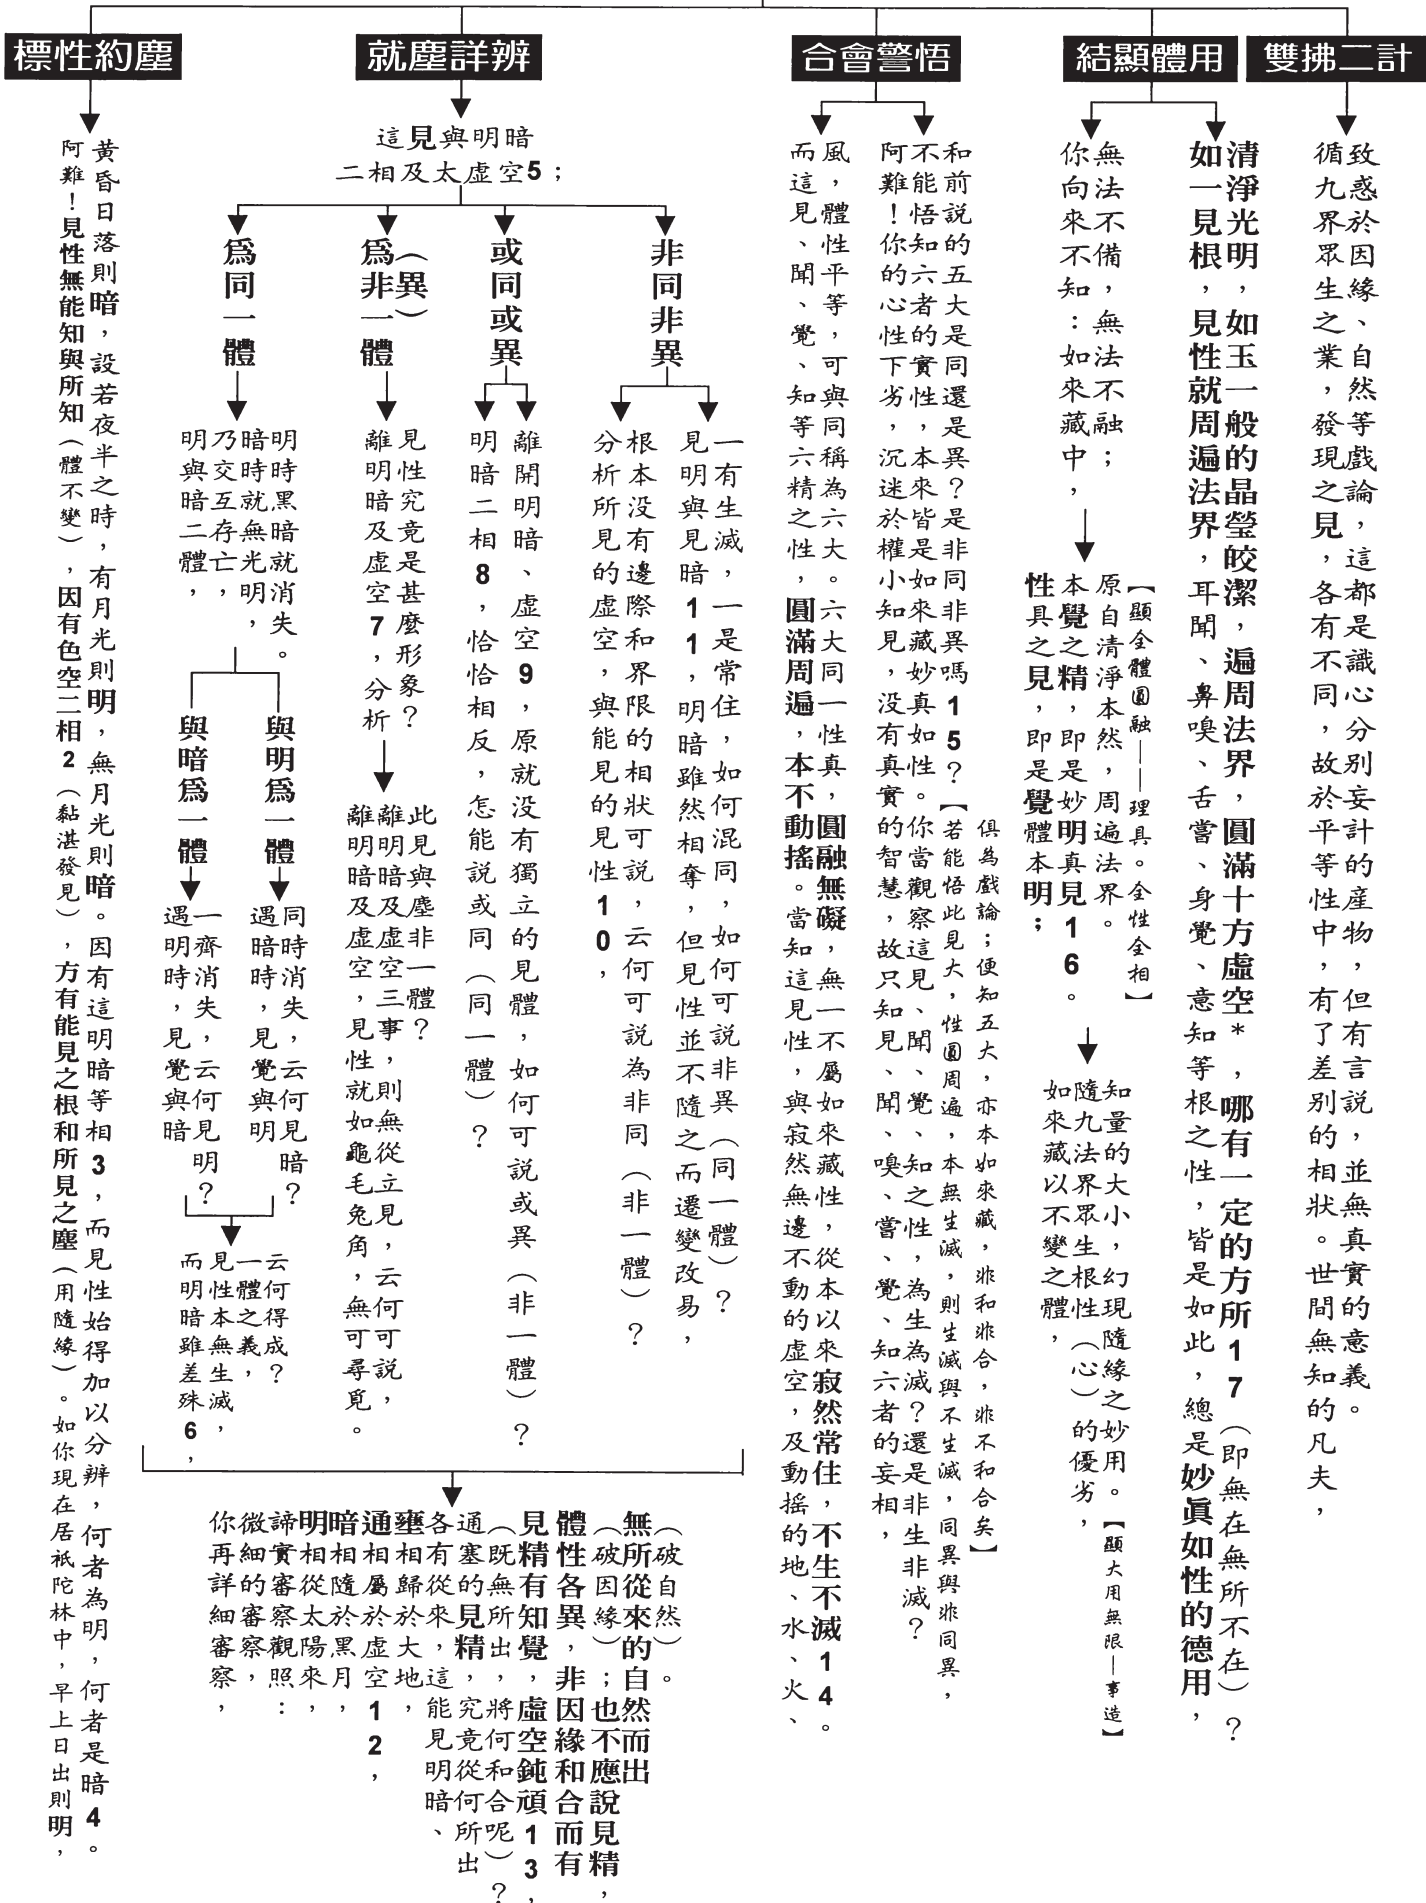 標性約塵
阿難！見性無能知與所知（體不變），因有色空二相2（黏湛發見），方有能見之根和所見之塵（用隨緣）。如你現在居祇陀林中，早上日出則明，
黃昏日落則暗，設若夜半之時，有月光則明，無月光則暗。因有這明暗等相3，而見性始得加以分辨，何者為明，何者是暗4。
就塵詳辨
這見與明暗
二相及太虛空5；
為同一體
明與暗二體，
乃交互存亡，
暗時就無光明，
明時黑暗就消失。
與暗為一體
遇明時，見覺與暗
一齊消失，云何見明？
與明為一體
遇暗時，見覺與明
同時消失，云何見暗？
而明暗雖差殊6，
見性本無生滅，
一體之義，
云何得成？
為非一體
（異）
離明暗及虛空7，分析
見性究竟是甚麼形象？
離明暗及虛空，見性就如龜毛兔角，無可尋覓。
離明暗及虛空三事，則無從立見，云何可說，
此見與塵非一體？
或同或異
明暗二相8，恰恰相反，怎能說或同（同一體）？
離開明暗、虛空9，原就沒有獨立的見體，如何可說或異（非一體）？
非同非異
分析所見的虛空，與能見的見性10，
根本沒有邊際和界限的相狀可說，云何可說為非同（非一體）？
見明與見暗11，明暗雖然相奪，但見性並不隨之而遷變改易，
一有生滅，一是常住，如何混同，如何可說非異（同一體）？
你再詳細審察，
微細的審察，
諦實審察觀照：
明相從太陽來，
暗相隨於黑月，
通相屬於虛空12，
壅相歸於大地，
各有從來，這能見明暗、
通塞的見精，究竟從何所出
（既無所出，將何和合呢）？
見精有知覺，虛空鈍頑13，
體性各異，非因緣和合而有
（破因緣）；也不應說見精，
無所從來的自然而出
（破自然）。
合會警悟
而這見、聞、覺、知等六精之性，圓滿周遍，本不動搖。當知這見性，與寂然無邊不動的虛空，及動搖的地、水、火、
風，體性平等，可與同稱為六大。六大同一性真，圓融無礙，無一不屬如來藏性，從本以來寂然常住，不生不滅14。
阿難！你的心性下劣，沉迷於權小知見，沒有真實的智慧，故只知見、聞、嗅、嘗、覺、知六者的妄相，
不能悟知六者的實性，本來皆是如來藏妙真如性。你當觀察這見、聞、覺、知之性，為生為滅？還是非生非滅？
和前說的五大是同還是異？是非同非異嗎15？【若能悟此見大，性圓周遍，本無生滅，則生滅與不生滅，同異與非同異，
俱為戲論；便知五大，亦本如來藏，非和非合，非不和合矣】
結顯體用
你向來不知：如來藏中，
無法不備，無法不融；
性具之見，即是覺體本明；
本覺之精，即是妙明真見16。
原自清淨本然，周遍法界。
【顯全體圓融——理具。全性全相】
如來藏以不變之體，
隨九法界眾生根性（心）的優劣，
知量的大小，幻現隨緣之妙用。【顯大用無限—事造】
如一見根，見性就周遍法界，耳聞、鼻嗅、舌嘗、身覺、意知等根之性，皆是如此，總是妙真如性的德用，
清淨光明，如玉一般的晶瑩皎潔，遍周法界，圓滿十方虛空*，哪有一定的方所17（即無在無所不在）？
雙拂二計
循九界眾生之業，發現之見，各有不同，故於平等性中，有了差別的相狀。世間無知的凡夫，
致惑於因緣、自然等戲論，這都是識心分別妄計的產物，但有言說，並無真實的意義。